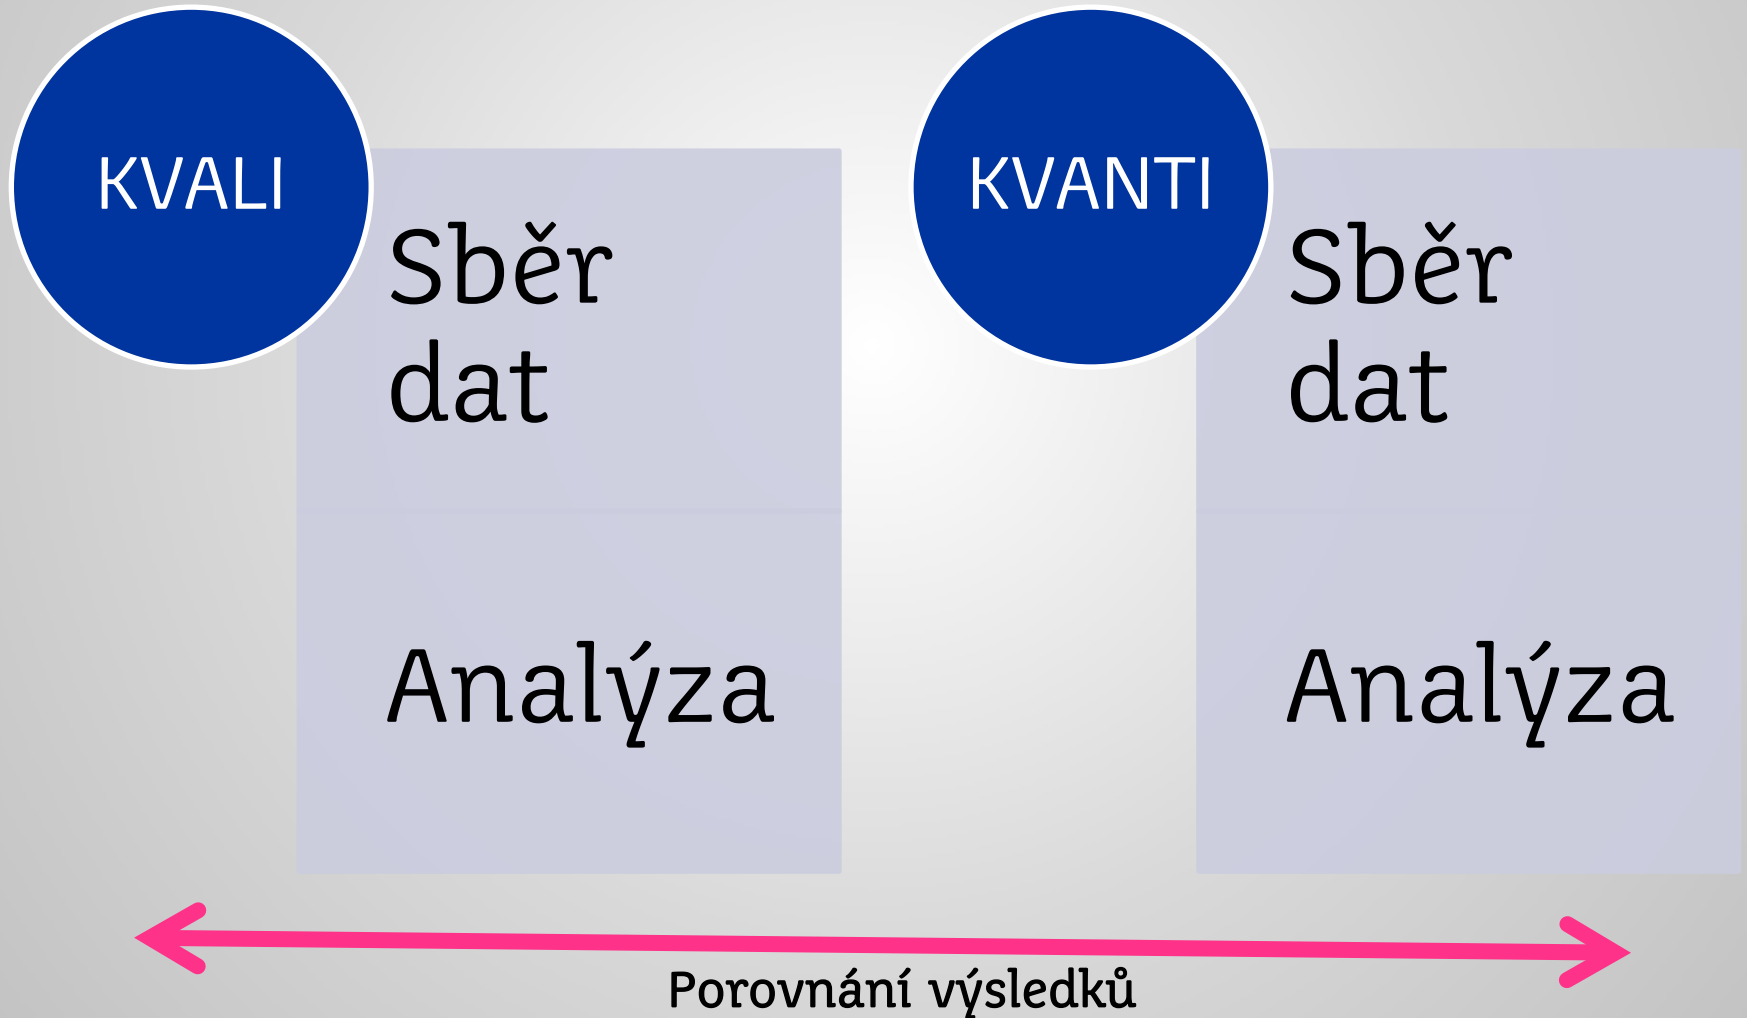 KVALI
Sběr
dat
Analýza
KVANTI
Sběr
dat
Analýza
Porovnání výsledků